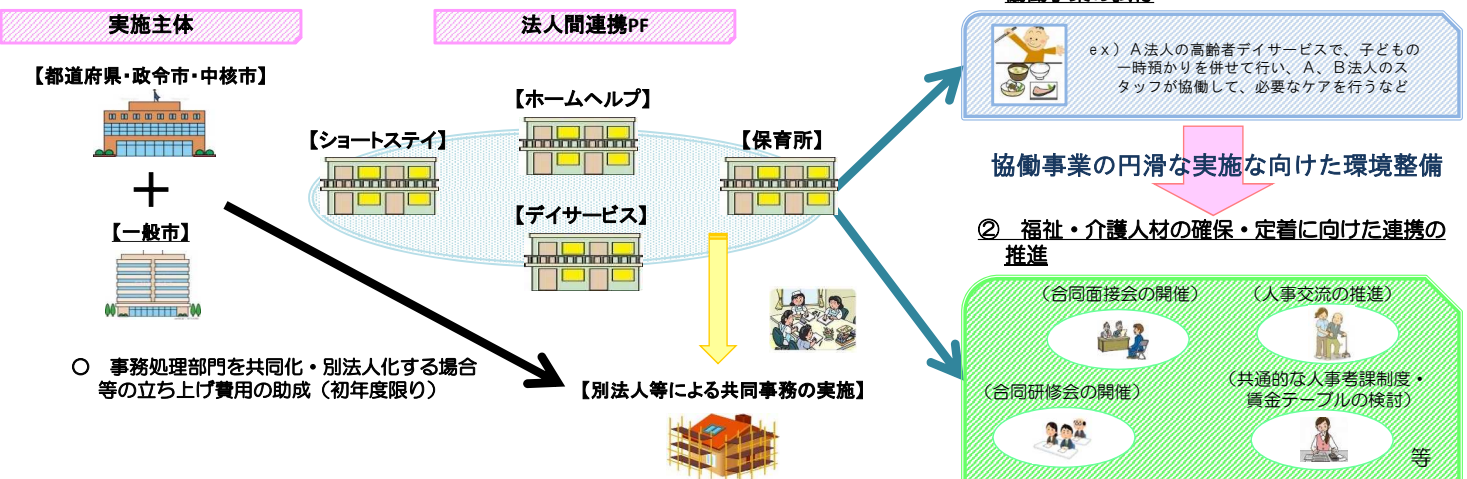 実施主体
【都道府県・政令市・中核市】
＋
【一般市】
○　事務処理部門を共同化・別法人化する場合
等の立ち上げ費用の助成（初年度限り）
法人間連携PF
【ホームヘルプ】
【ショートステイ】
【保育所】
【デイサービス】
【別法人等による共同事務の実施】
ｅｘ）Ａ法人の高齢者デイサービスで、子どもの
一時預かりを併せて行い、Ａ、Ｂ法人のス
タッフが協働して、必要なケアを行うなど
協働事業の円滑な実施な向けた環境整備
②　福祉・介護人材の確保・定着に向けた連携の
推進
（合同面接会の開催）
（人事交流の推進）
（合同研修会の開催）
（共通的な人事考課制度・
賃金テーブルの検討）
等